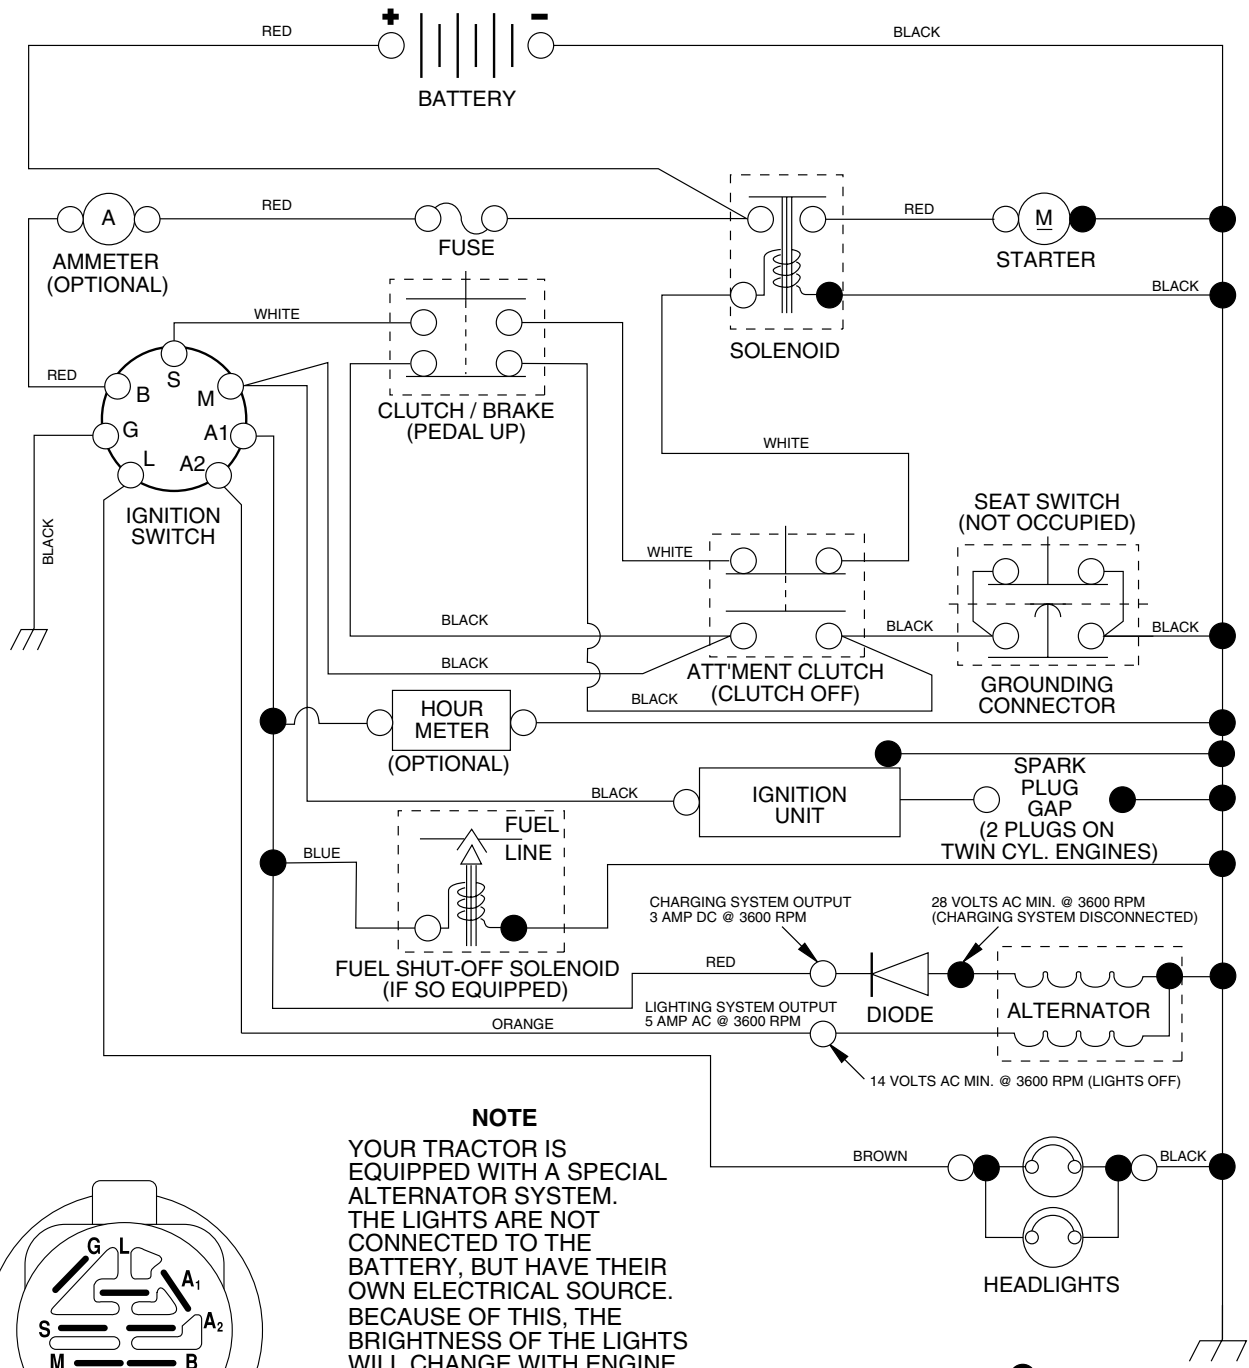 +
−
RED
BLACK
BATTERY
A
RED
FUSE
RED
M
STARTER
AMMETER
(OPTIONAL)
BLACK
WHITE
SOLENOID
RED
S
B
M
CLUTCH / BRAKE
(PEDAL UP)
G
A1
L
A2
WHITE
IGNITION
SWITCH
BLACK
SEAT SWITCH
(NOT OCCUPIED)
WHITE
BLACK
BLACK
BLACK
BLACK
ATT'MENT CLUTCH
(CLUTCH OFF)
BLACK
GROUNDING
CONNECTOR
HOUR
METER
(OPTIONAL)
BLACK
IGNITION
UNIT
SPARK
PLUG
GAP
(2 PLUGS ON
TWIN CYL. ENGINES)
FUEL
LINE
BLUE
CHARGING SYSTEM OUTPUT
3 AMP DC @ 3600 RPM
28 VOLTS AC MIN. @ 3600 RPM
(CHARGING SYSTEM DISCONNECTED)
FUEL SHUT-OFF SOLENOID
(IF SO EQUIPPED)
RED
DIODE
ALTERNATOR
LIGHTING SYSTEM OUTPUT
5 AMP AC @ 3600 RPM
ORANGE
14 VOLTS AC MIN. @ 3600 RPM (LIGHTS OFF)
BROWN
BLACK
HEADLIGHTS
NOTE
YOUR TRACTOR IS
EQUIPPED WITH A SPECIAL
ALTERNATOR SYSTEM.
THE LIGHTS ARE NOT
CONNECTED TO THE
BATTERY, BUT HAVE THEIR
OWN ELECTRICAL SOURCE.
BECAUSE OF THIS, THE
BRIGHTNESS OF THE LIGHTS
WILL CHANGE WITH ENGINE
G L
A1
A2
S
M
B